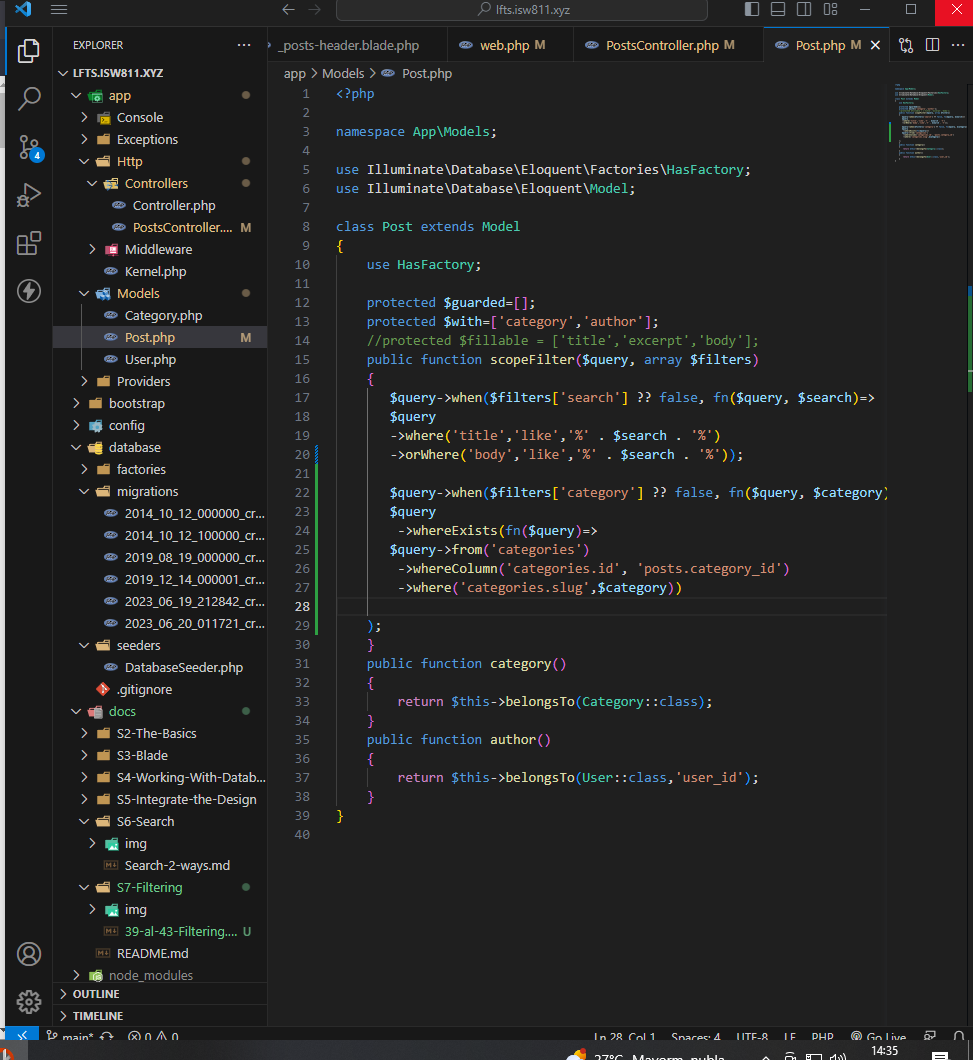 lfts.isw811.xyz
EXPLORER
_posts-header.blade.php
web.php M
PostsController.php M
Post.php M
LFTS.ISW811.XYZ
app
Console
Exceptions
Http
Controllers
Controller.php
PostsController.... M
Middleware
Kernel.php
Models
Category.php
Post.php M
User.php
Providers
bootstrap
config
database
factories
migrations
2014_10_12_000000_cr...
2014_10_12_100000_cr...
2019_08_19_000000_cr...
2019_12_14_000001_cr...
2023_06_19_212842_cr...
2023_06_20_011721_cr...
seeders
DatabaseSeeder.php
.gitignore
docs
S2-The-Basics
S3-Blade
S4-Working-With-Datab...
S5-Integrate-the-Design
S6-Search
img
Search-2-ways.md
S7-Filtering
img
39-al-43-Filtering.... U
README.md
node_modules
OUTLINE
TIMELINE
4
app > Models > Post.php
1 <?php
2
3 namespace App\Models;
4
5 use Illuminate\Database\Eloquent\Factories\HasFactory;
6 use Illuminate\Database\Eloquent\Model;
7
8 class Post extends Model
9 {
10 use HasFactory;
11
12 protected $guarded=[];
13 protected $with=['category','author'];
14 //protected $fillable = ['title','excerpt','body'];
15 public function scopeFilter($query, array $filters)
16 {
17 $query->when($filters['search'] ?? false, fn($query, $search)=>
18 $query
19 ->where('title','like','%' . $search . '%')
20 ->orWhere('body','like','%' . $search . '%'));
21
22 $query->when($filters['category'] ?? false, fn($query, $category)
23 $query
24 ->whereExists(fn($query)=>
25 $query->from('categories')
26 ->whereColumn('categories.id', 'posts.category_id')
27 ->where('categories.slug',$category))
28
29 );
30 }
31 public function category()
32 {
33 return $this->belongsTo(Category::class);
34 }
35 public function author()
36 {
37 return $this->belongsTo(User::class,'user_id');
38 }
39 }
40
main* 0 0 Ln 28, Col 1 Spaces: 4 UTF-8 LF PHP Go Live
27°C Mayorm. nubla... 14:35